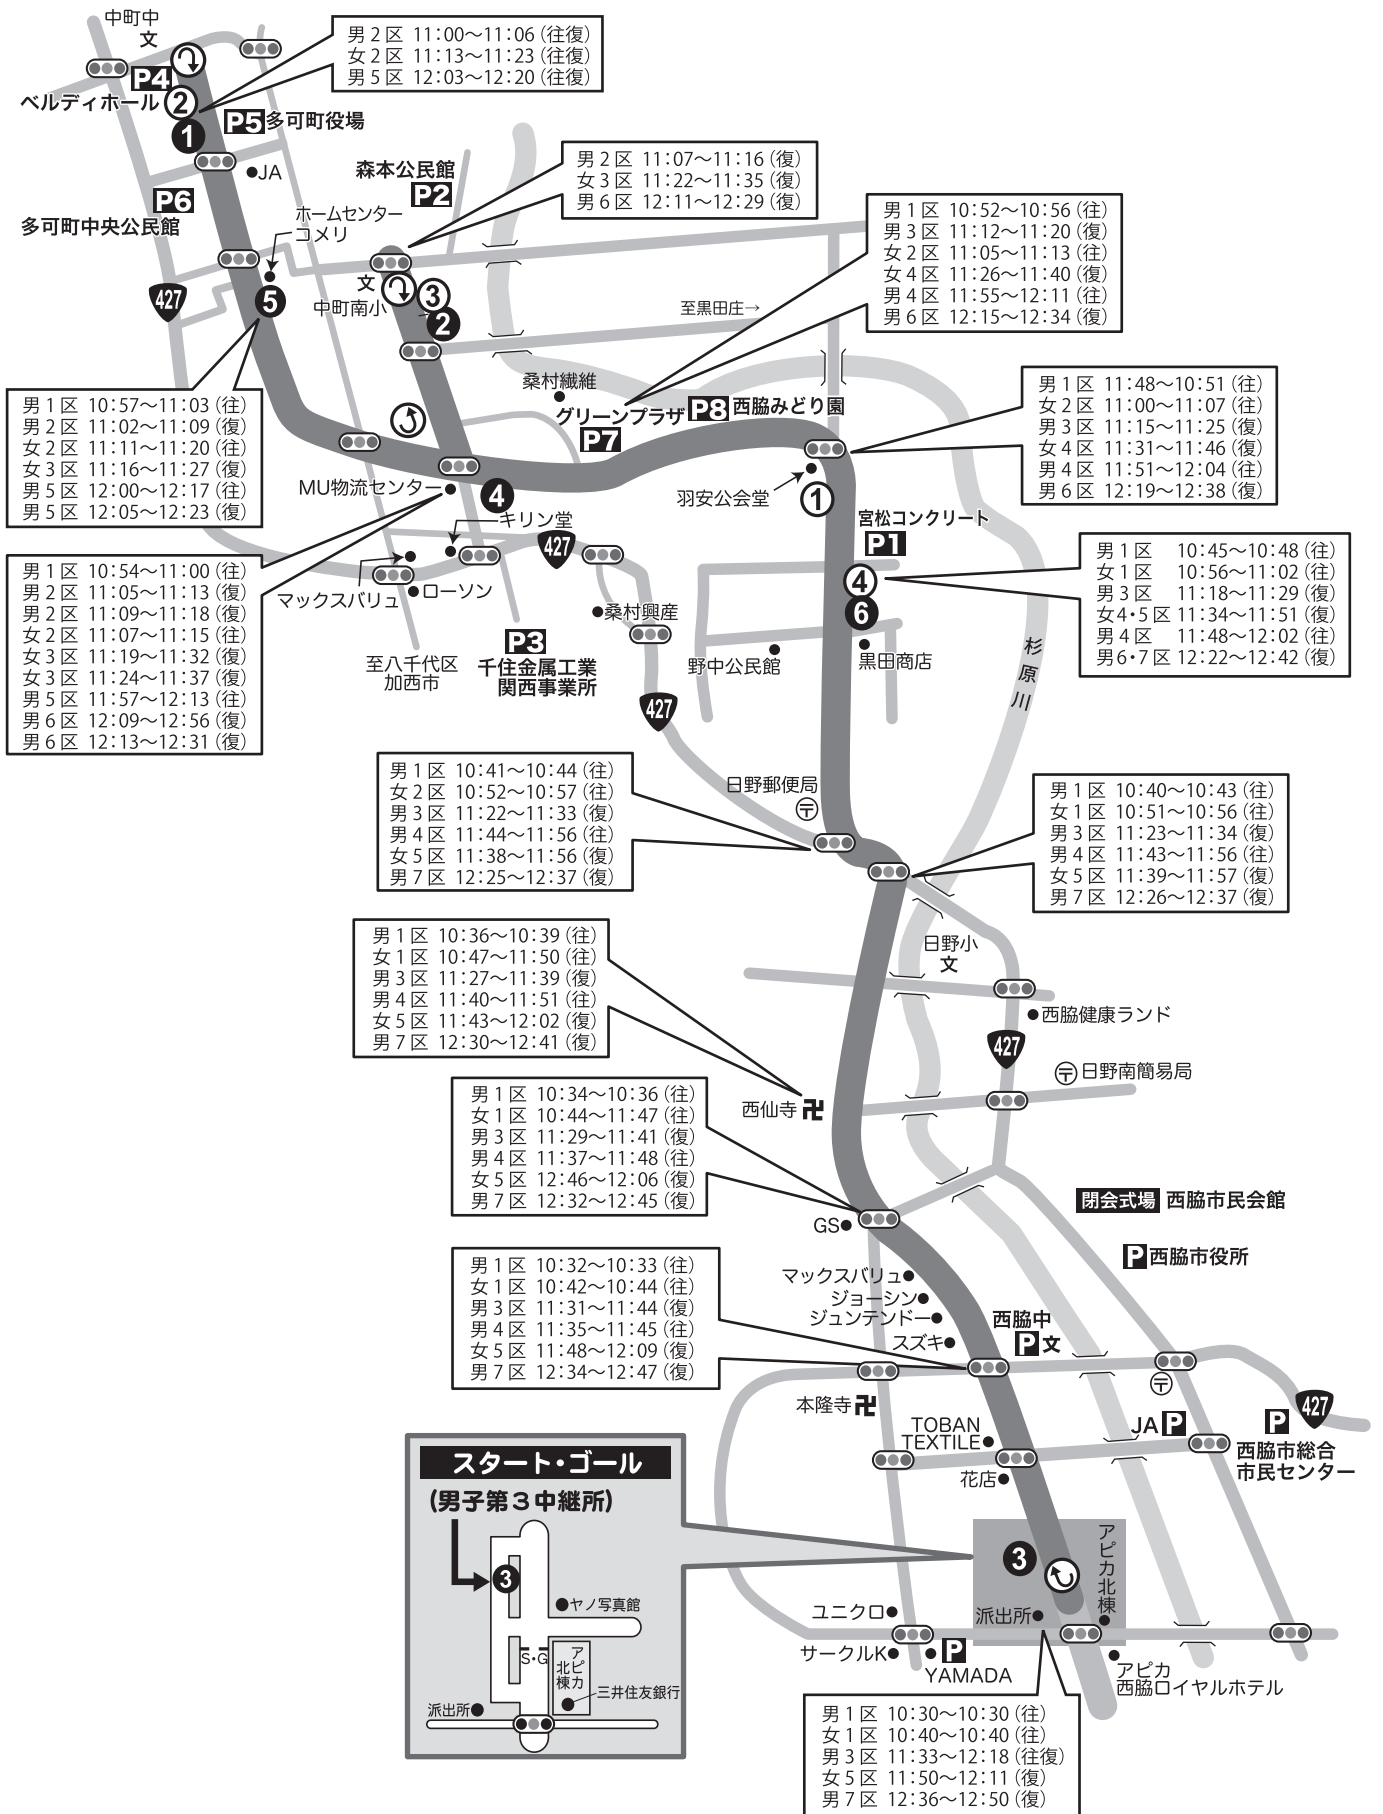 中町中
文
男2区 11:00～11:06(往復)
女2区 11:13～11:23(往復)
男5区 12:03～12:20(往復)
P4
ベルディホール
2
1
P5 多可町役場
JA
P6
多可町中央公民館
森本公民館
P2
男2区 11:07～11:16(復)
女3区 11:22～11:35(復)
男6区 12:11～12:29(復)
ホームセンター
コメリ
427
5
文
中町南小
3
2
至黒田庄→
男1区 10:52～10:56(往)
男3区 11:12～11:20(復)
女2区 11:05～11:13(往)
女4区 11:26～11:40(復)
男4区 11:55～12:11(往)
男6区 12:15～12:34(復)
桑村繊維
グリーンプラザ
P7
P8 西脇みどり園
男1区 11:48～10:51(往)
女2区 11:00～11:07(往)
男3区 11:15～11:25(復)
女4区 11:31～11:46(復)
男4区 11:51～12:04(往)
男6区 12:19～12:38(復)
男1区 10:57～11:03(往)
男2区 11:02～11:09(復)
女2区 11:11～11:20(往)
女3区 11:16～11:27(復)
男5区 12:00～12:17(往)
男5区 12:05～12:23(復)
MU物流センター
4
キリン堂
羽安公会堂
1
宮松コンクリート
P1
4
6
427
男1区 10:54～11:00(往)
男2区 11:05～11:13(復)
男2区 11:09～11:18(復)
女2区 11:07～11:15(往)
女3区 11:19～11:32(復)
女3区 11:24～11:37(復)
男5区 11:57～12:13(往)
男6区 12:09～12:56(復)
男6区 12:13～12:31(復)
マックスバリュ
ローソン
桑村興産
男1区 10:45～10:48(往)
女1区 10:56～11:02(往)
男3区 11:18～11:29(復)
女4・5区 11:34～11:51(復)
男4区 11:48～12:02(往)
男6・7区 12:22～12:42(復)
至八千代区
加西市
P3
千住金属工業
関西事業所
野中公民館
黒田商店
杉原川
427
男1区 10:41～10:44(往)
女2区 10:52～10:57(往)
男3区 11:22～11:33(復)
男4区 11:44～11:56(往)
女5区 11:38～11:56(復)
男7区 12:25～12:37(復)
日野郵便局
〒
男1区 10:40～10:43(往)
女1区 10:51～10:56(往)
男3区 11:23～11:34(復)
男4区 11:43～11:56(往)
女5区 11:39～11:57(復)
男7区 12:26～12:37(復)
男1区 10:36～10:39(往)
女1区 10:47～11:50(往)
男3区 11:27～11:39(復)
男4区 11:40～11:51(往)
女5区 11:43～12:02(復)
男7区 12:30～12:41(復)
日野小
文
西脇健康ランド
427
〒日野南簡易局
西仙寺卍
男1区 10:34～10:36(往)
女1区 10:44～11:47(往)
男3区 11:29～11:41(復)
男4区 11:37～11:48(往)
女5区 12:46～12:06(復)
男7区 12:32～12:45(復)
閉会式場 西脇市民会館
GS
P 西脇市役所
男1区 10:32～10:33(往)
女1区 10:42～10:44(往)
男3区 11:31～11:44(復)
男4区 11:35～11:45(往)
女5区 11:48～12:09(復)
男7区 12:34～12:47(復)
マックスバリュ
ジョーシン
ジュンテンドー
スズキ
西脇中
P 文
〒
本隆寺卍
TOBAN
TEXTILE
花店
JA P
P
427
西脇市総合
市民センター
スタート・ゴール
(男子第3中継所)
3
ヤノ写真館
S・G
アピカ
北棟
三井住友銀行
派出所
3
アピカ北棟
派出所
ユニクロ
サークルK
P
YAMADA
アピカ
西脇ロイヤルホテル
男1区 10:30～10:30(往)
女1区 10:40～10:40(往)
男3区 11:33～12:18(往復)
女5区 11:50～12:11(復)
男7区 12:36～12:50(復)